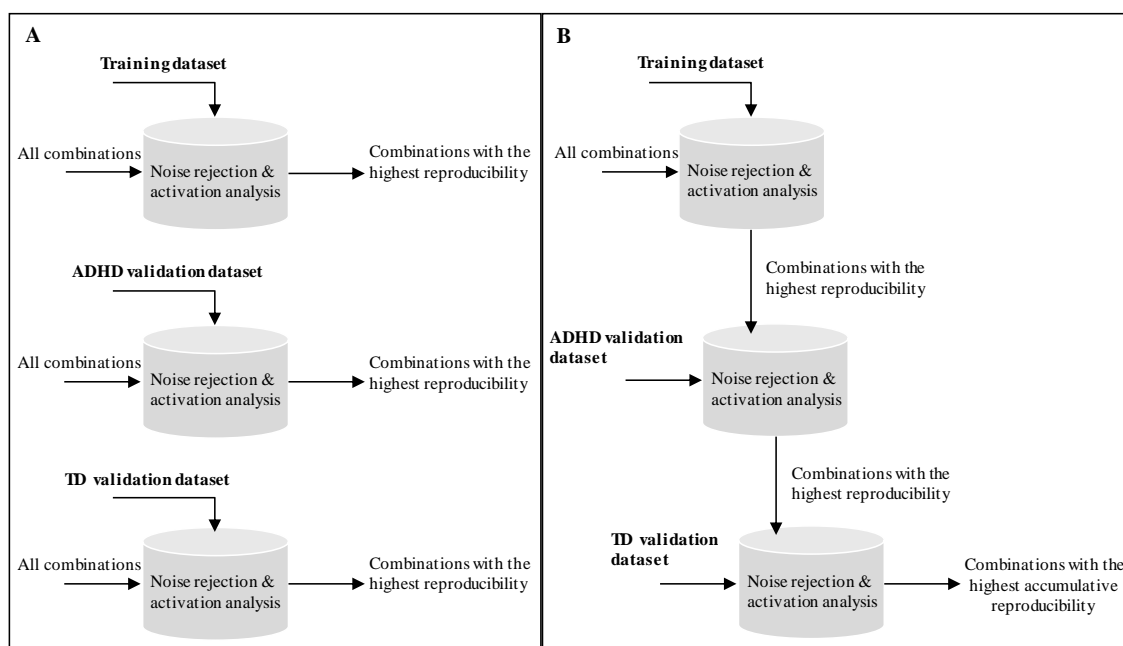 A
Training dataset
All combinations
Noise rejection &
activation analysis
Combinations with the
highest reproducibility
ADHD validation dataset
All combinations
Noise rejection &
activation analysis
Combinations with the
highest reproducibility
TD validation dataset
All combinations
Noise rejection &
activation analysis
Combinations with the
highest reproducibility
B
Training dataset
All combinations
Noise rejection &
activation analysis
Combinations with the
highest reproducibility
ADHD validation
dataset
Noise rejection &
activation analysis
Combinations with the
highest reproducibility
TD validation
dataset
Noise rejection &
activation analysis
Combinations with the
highest accumulative
reproducibility